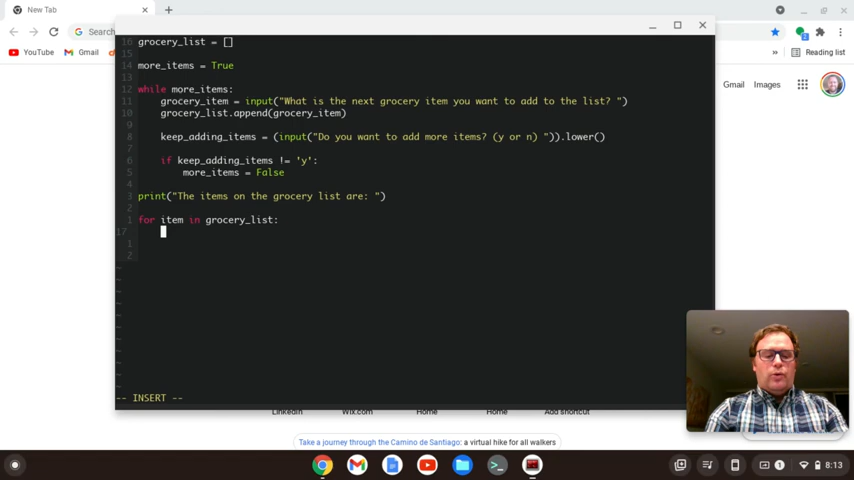 New Tab
Search
YouTube
Gmail
Reading list
Gmail
Images
16 grocery_list = []
15
14 more_items = True
13
12 while more_items:
11 grocery_item = input("What is the next grocery item you want to add to the list? ")
10 grocery_list.append(grocery_item)
9
8 keep_adding_items = (input("Do you want to add more items? (y or n) ")).lower()
7
6 if keep_adding_items != 'y':
5 more_items = False
4
3 print("The items on the grocery list are: ")
2
1 for item in grocery_list:
17
1
2
~
~
~
~
~
~
~
~
~
~
~
-- INSERT --
LinkedIn
Wix.com
Home
Home
Add shortcut
Take a journey through the Camino de Santiago: a virtual hike for all walkers
1
8:13